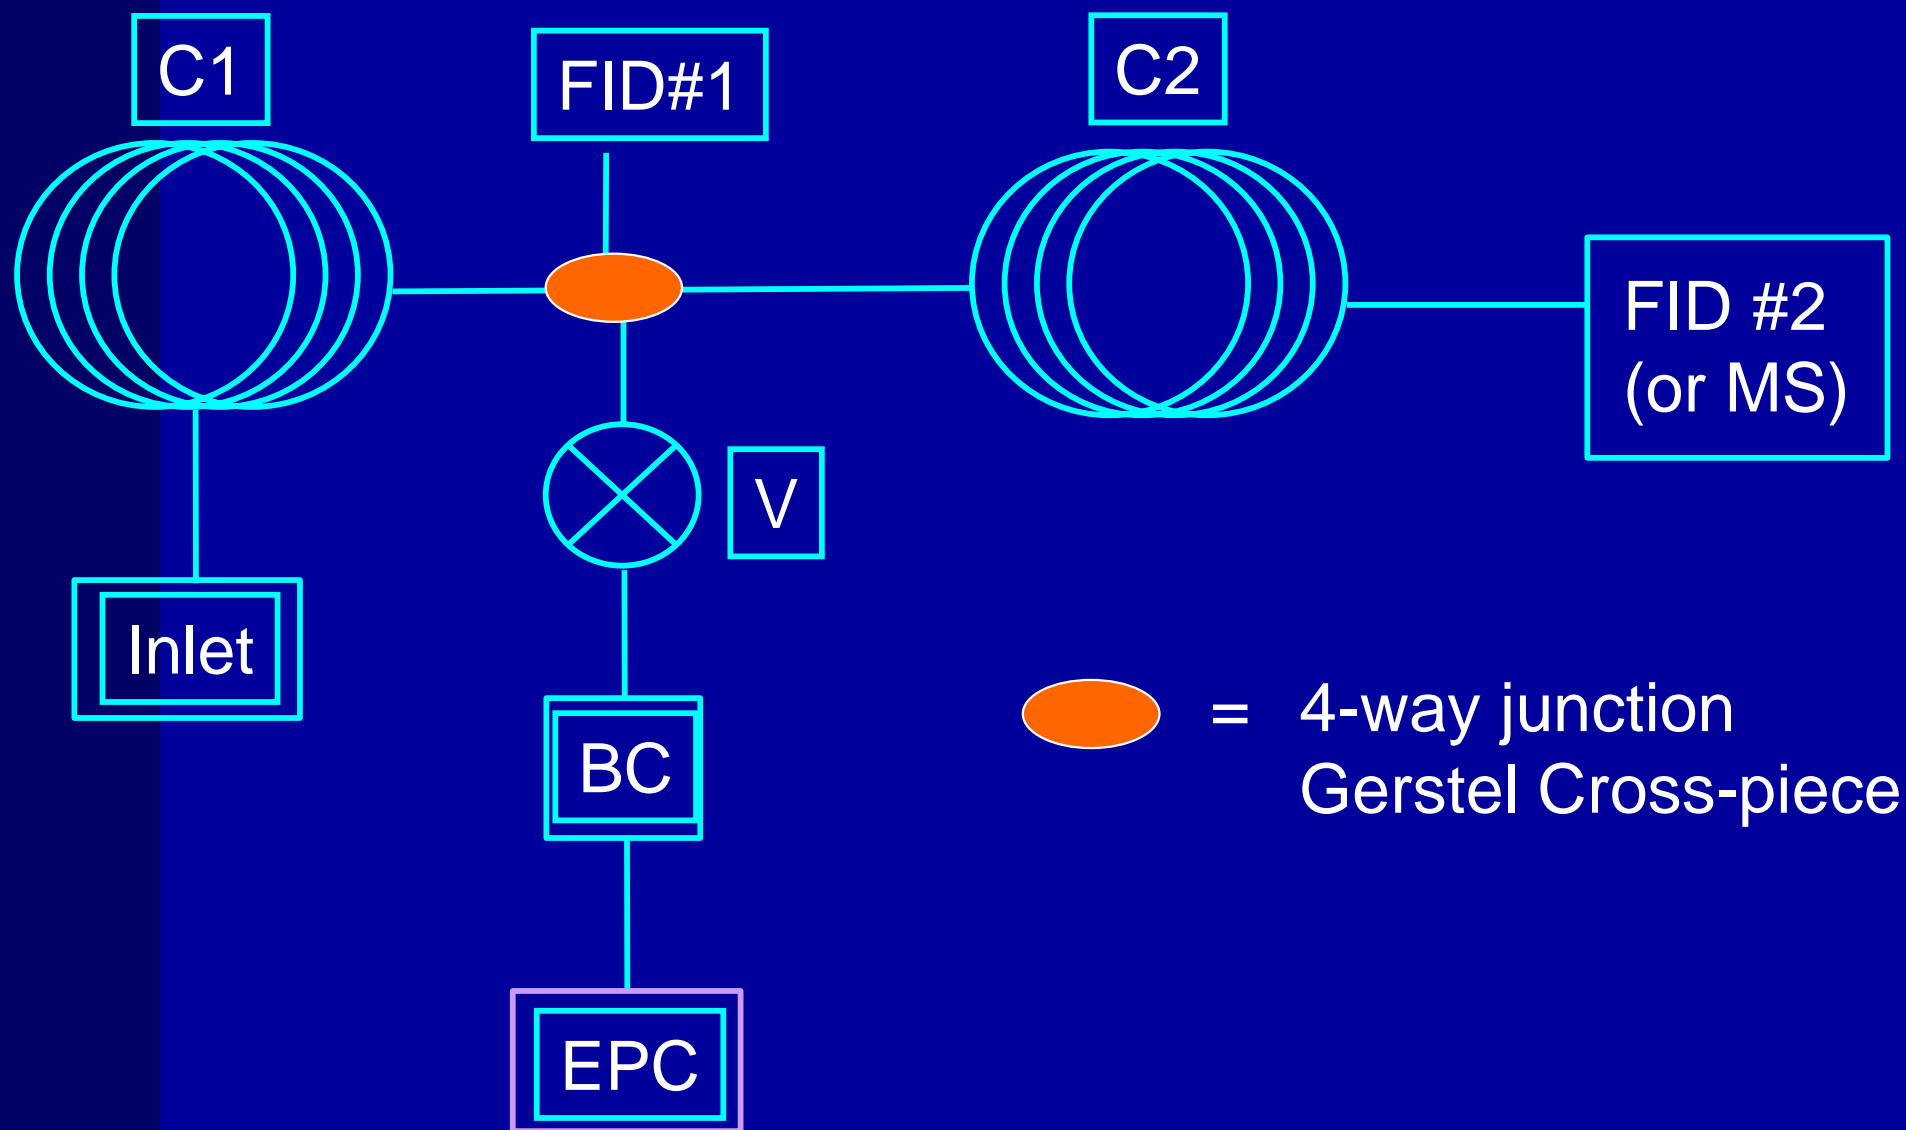 C1
FID#1
C2
FID #2
(or MS)
V
Inlet
BC
= 4-way junction
Gerstel Cross-piece
EPC